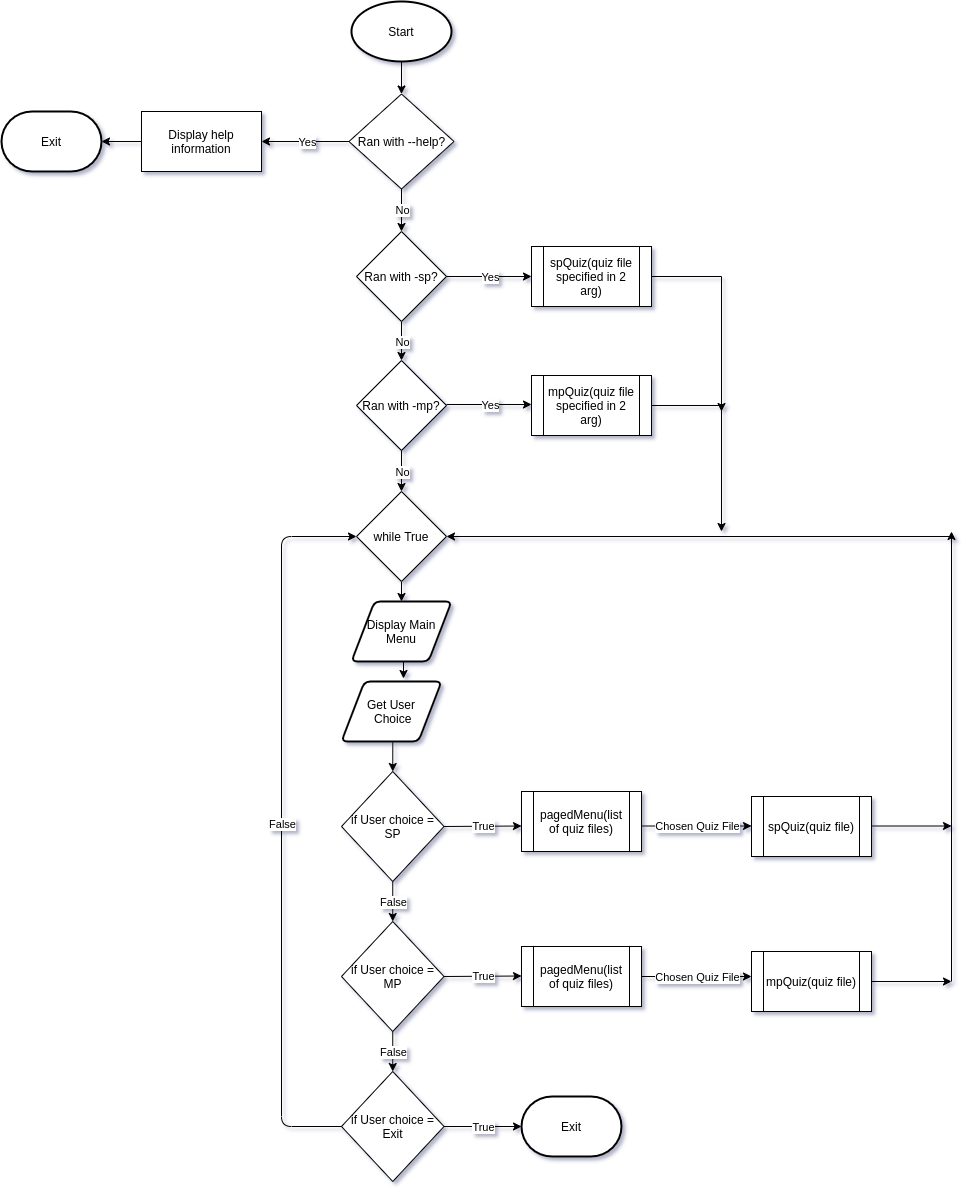 Start
Exit
Display help
information
Yes
Ran with --help?
No
Ran with -sp?
Yes
spQuiz(quiz file
specified in 2
arg)
No
Ran with -mp?
Yes
mpQuiz(quiz file
specified in 2
arg)
No
while True
Display Main
Menu
Get User
Choice
False
if User choice =
SP
True
pagedMenu(list
of quiz files)
Chosen Quiz File
spQuiz(quiz file)
False
if User choice =
MP
True
pagedMenu(list
of quiz files)
Chosen Quiz File
mpQuiz(quiz file)
False
if User choice =
Exit
True
Exit